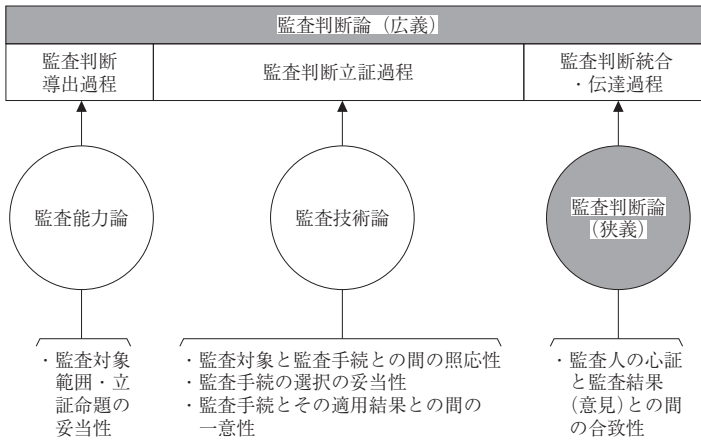 監査判断論（広義）
監査判断
導出過程
監査判断立証過程
監査判断統合
・伝達過程
監査能力論
監査技術論
監査判断論
（狭義）
・監査対象
範囲・立
証命題の
妥当性
・監査対象と監査手続との間の照応性
・監査手続の選択の妥当性
・監査手続とその適用結果との間の
一意性
・監査人の心証
と監査結果
（意見）との間
の合致性